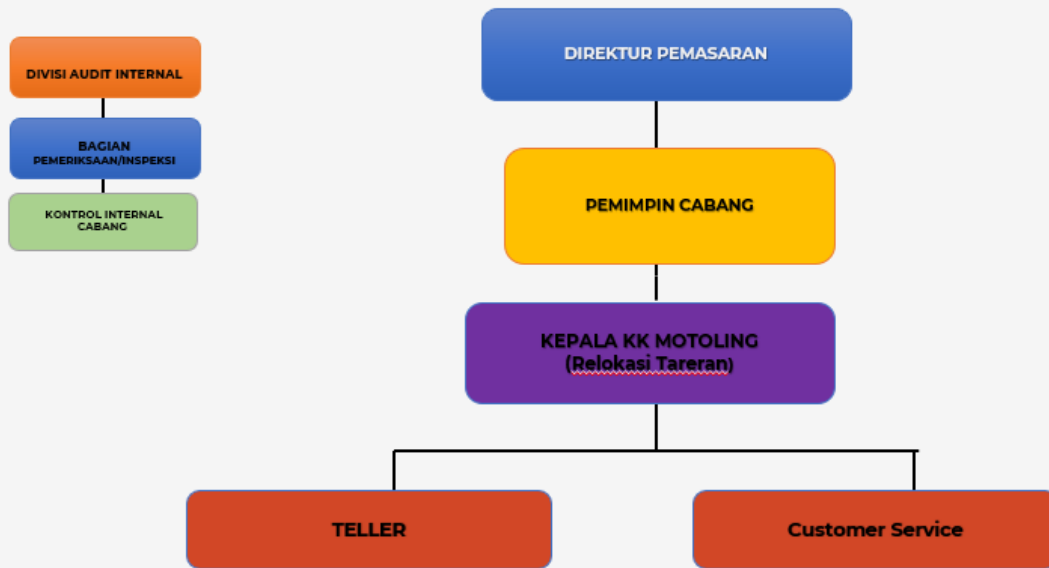 DIREKTUR PEMASARAN
DIVISI AUDIT INTERNAL
BAGIAN
PEMERIKSAAN/INSPEKSI
KONTROL INTERNAL
CABANG
PEMIMPIN CABANG
KEPALA KK MOTOLING
(Relokasi Tareran)
TELLER
Customer Service